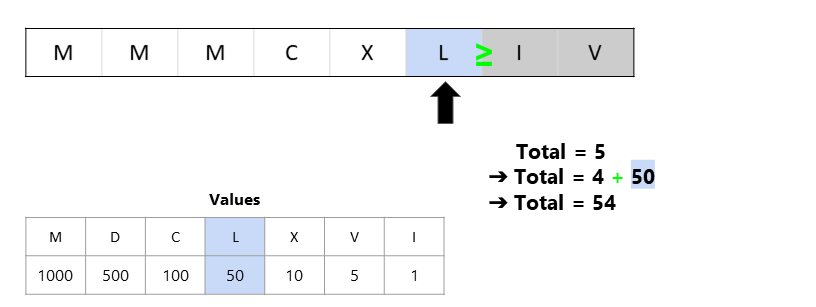 M M M C X L ≥ I V
Total = 5
➔ Total = 4 + 50
➔ Total = 54
Values
M D C L X V I
1000 500 100 50 10 5 1